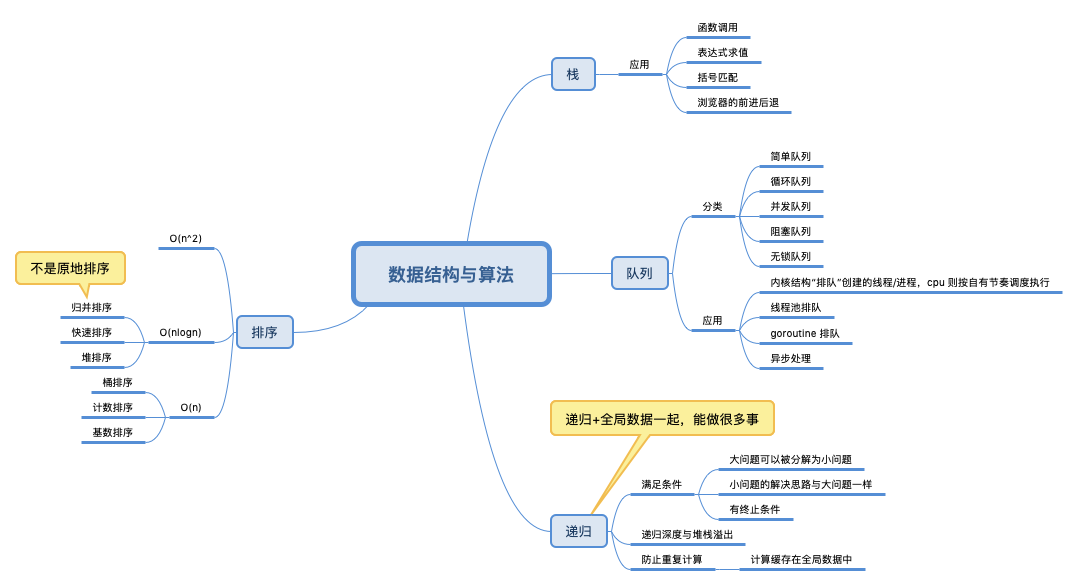 数据结构与算法
栈
应用
函数调用
表达式求值
括号匹配
浏览器的前进后退
队列
分类
简单队列
循环队列
并发队列
阻塞队列
无锁队列
应用
内核结构“排队”创建的线程/进程，cpu 则按自有节奏调度执行
线程池排队
goroutine 排队
异步处理
递归+全局数据一起，能做很多事
递归
满足条件
大问题可以被分解为小问题
小问题的解决思路与大问题一样
有终止条件
递归深度与堆栈溢出
防止重复计算
计算缓存在全局数据中
排序
O(n^2)
O(nlogn)
不是原地排序
归并排序
快速排序
堆排序
O(n)
桶排序
计数排序
基数排序